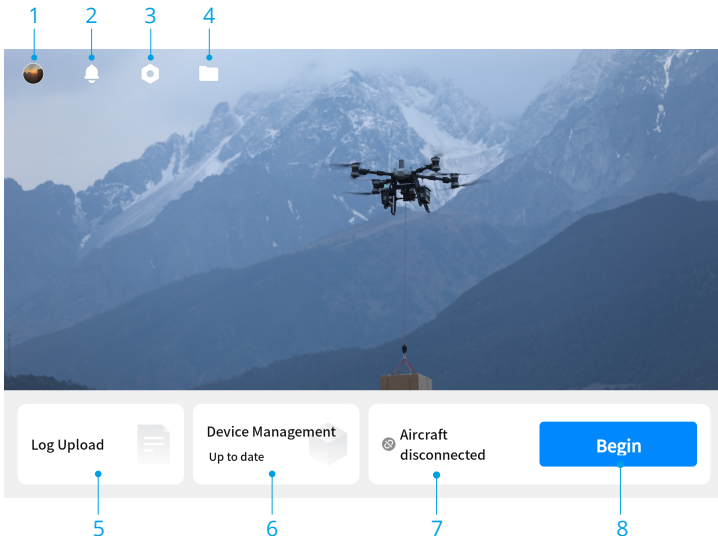 1 2 3 4
Log Upload
Device Management
Up to date
Aircraft
disconnected
Begin
5 6 7 8